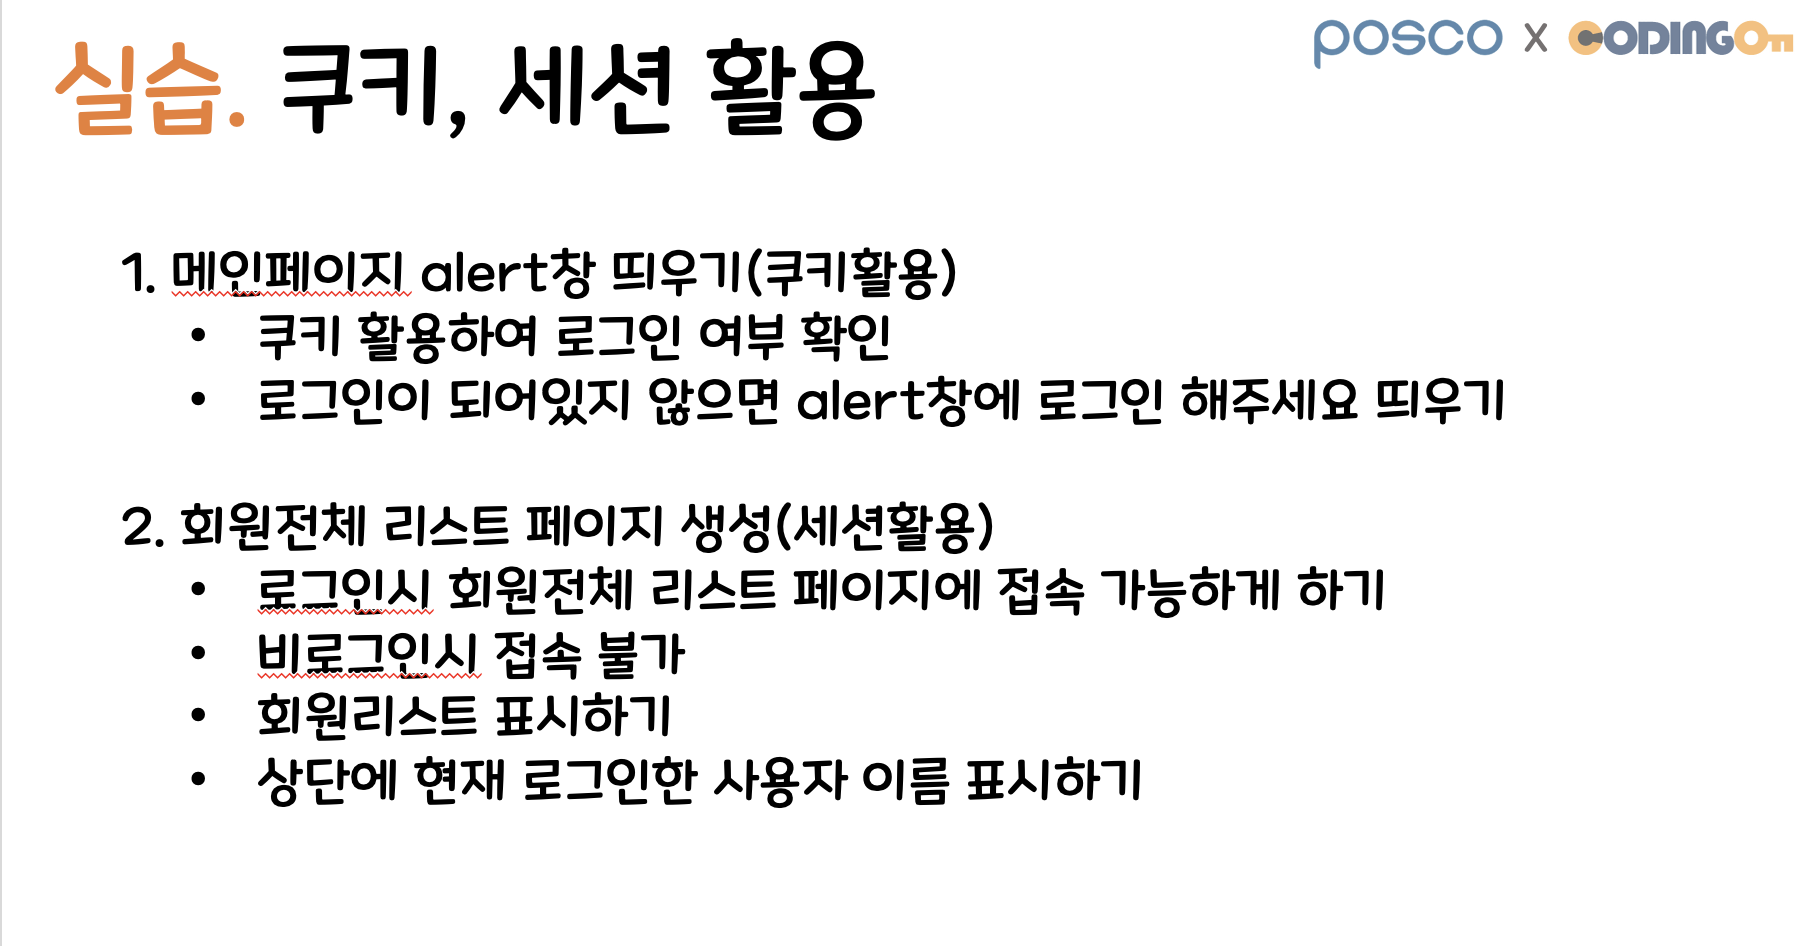 posco x CODINGOn
실습. 쿠키, 세션 활용
1. 메인페이지 alert창 띄우기(쿠키활용)
• 쿠키 활용하여 로그인 여부 확인
• 로그인이 되어있지 않으면 alert창에 로그인 해주세요 띄우기
2. 회원전체 리스트 페이지 생성(세션활용)
• 로그인시 회원전체 리스트 페이지에 접속 가능하게 하기
• 비로그인시 접속 불가
• 회원리스트 표시하기
• 상단에 현재 로그인한 사용자 이름 표시하기